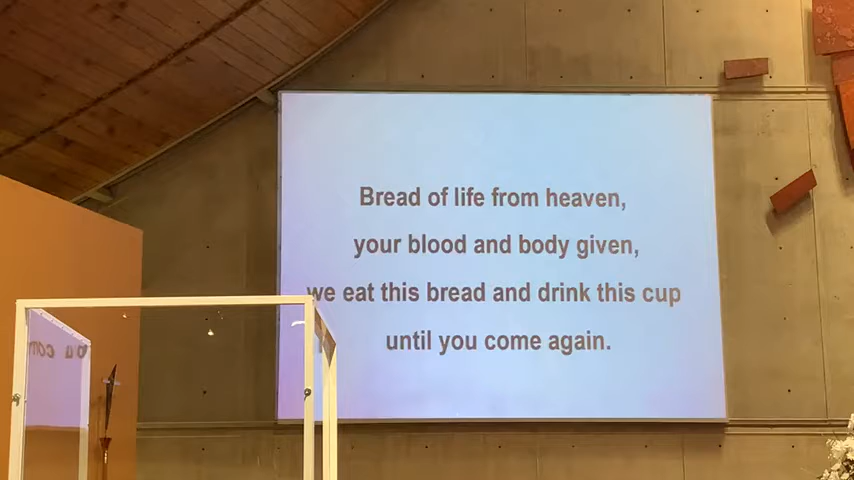 Bread of life from heaven,
your blood and body given,
we eat this bread and drink this cup
until you come again.